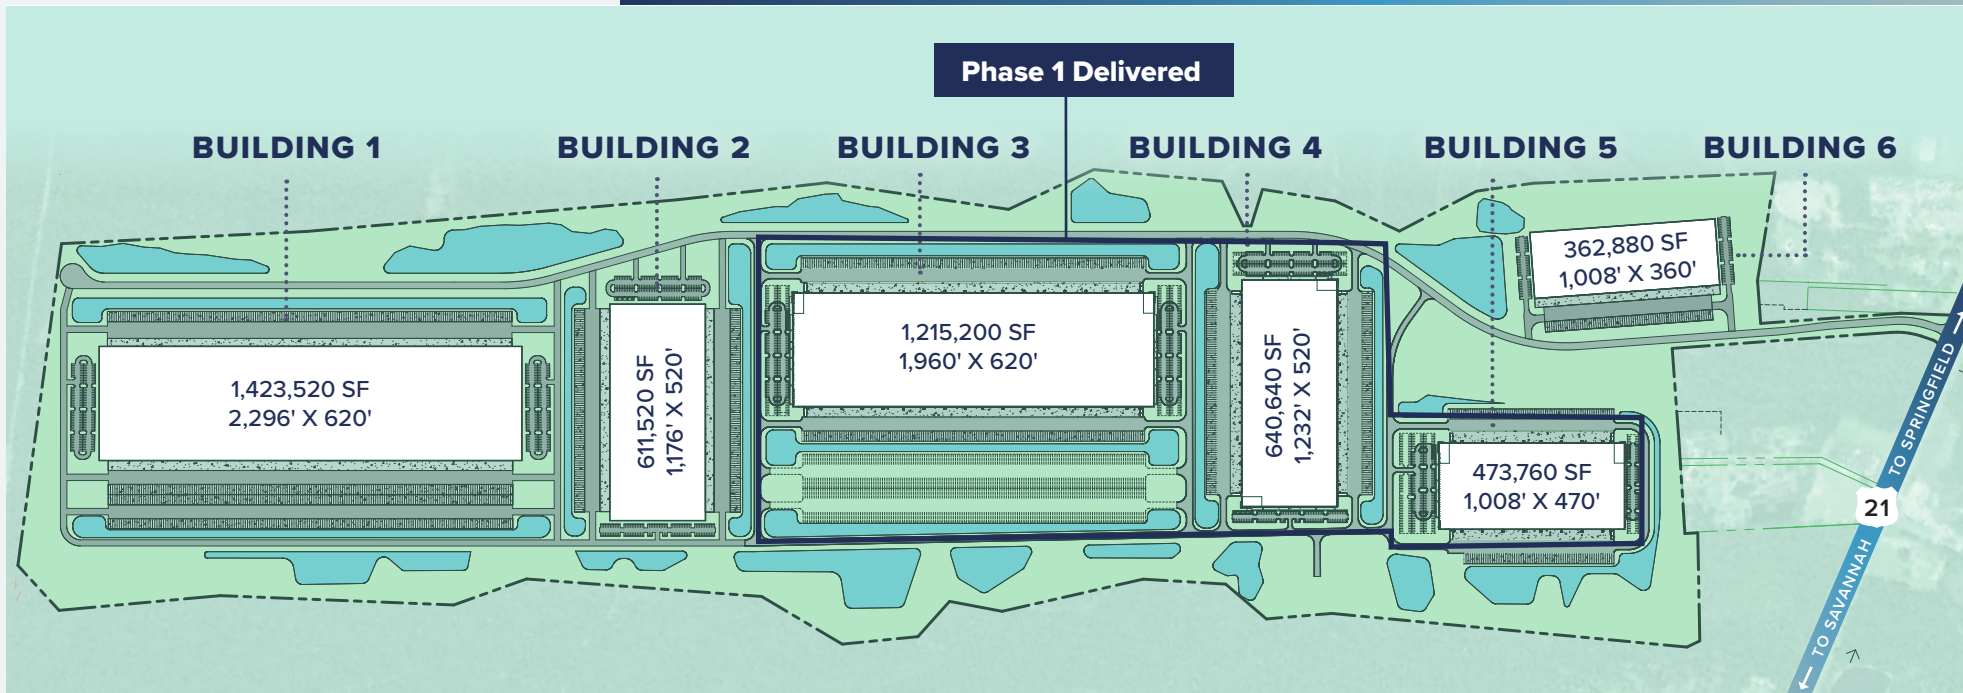 Phase 1 Delivered
BUILDING 1
BUILDING 2
BUILDING 3
BUILDING 4
BUILDING 5
BUILDING 6
1,423,520 SF
2,296' X 620'
611,520 SF
1,176' X 520'
1,215,200 SF
1,960' X 620'
640,640 SF
1,232' X 520'
473,760 SF
1,008' X 470'
362,880 SF
1,008' X 360'
TO SPRINGFIELD
21
TO SAVANNAH